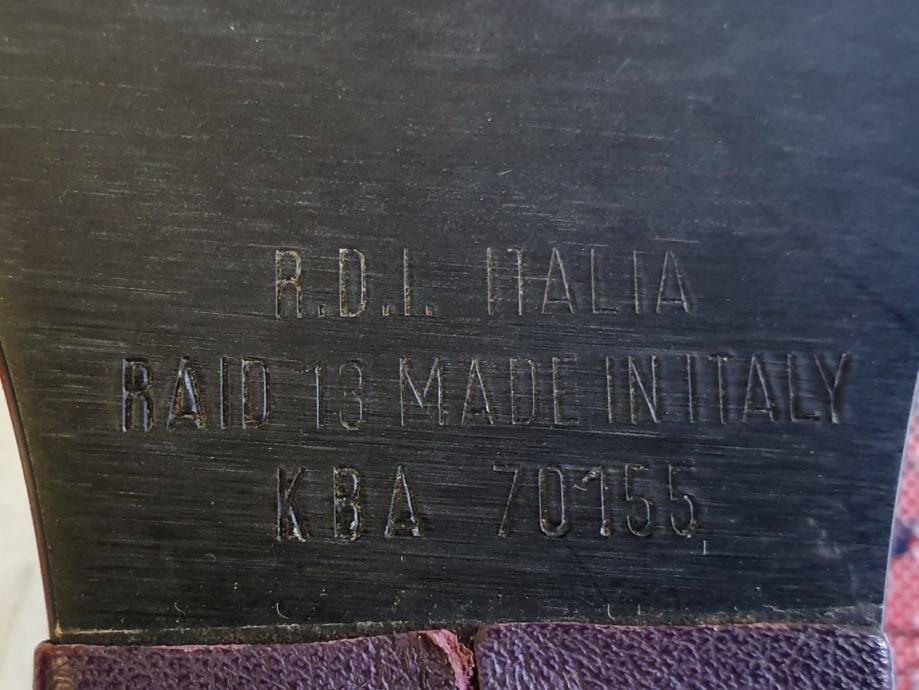 R.D.I. ITALIA
RAID 13 MADE IN ITALY
KBA 70155